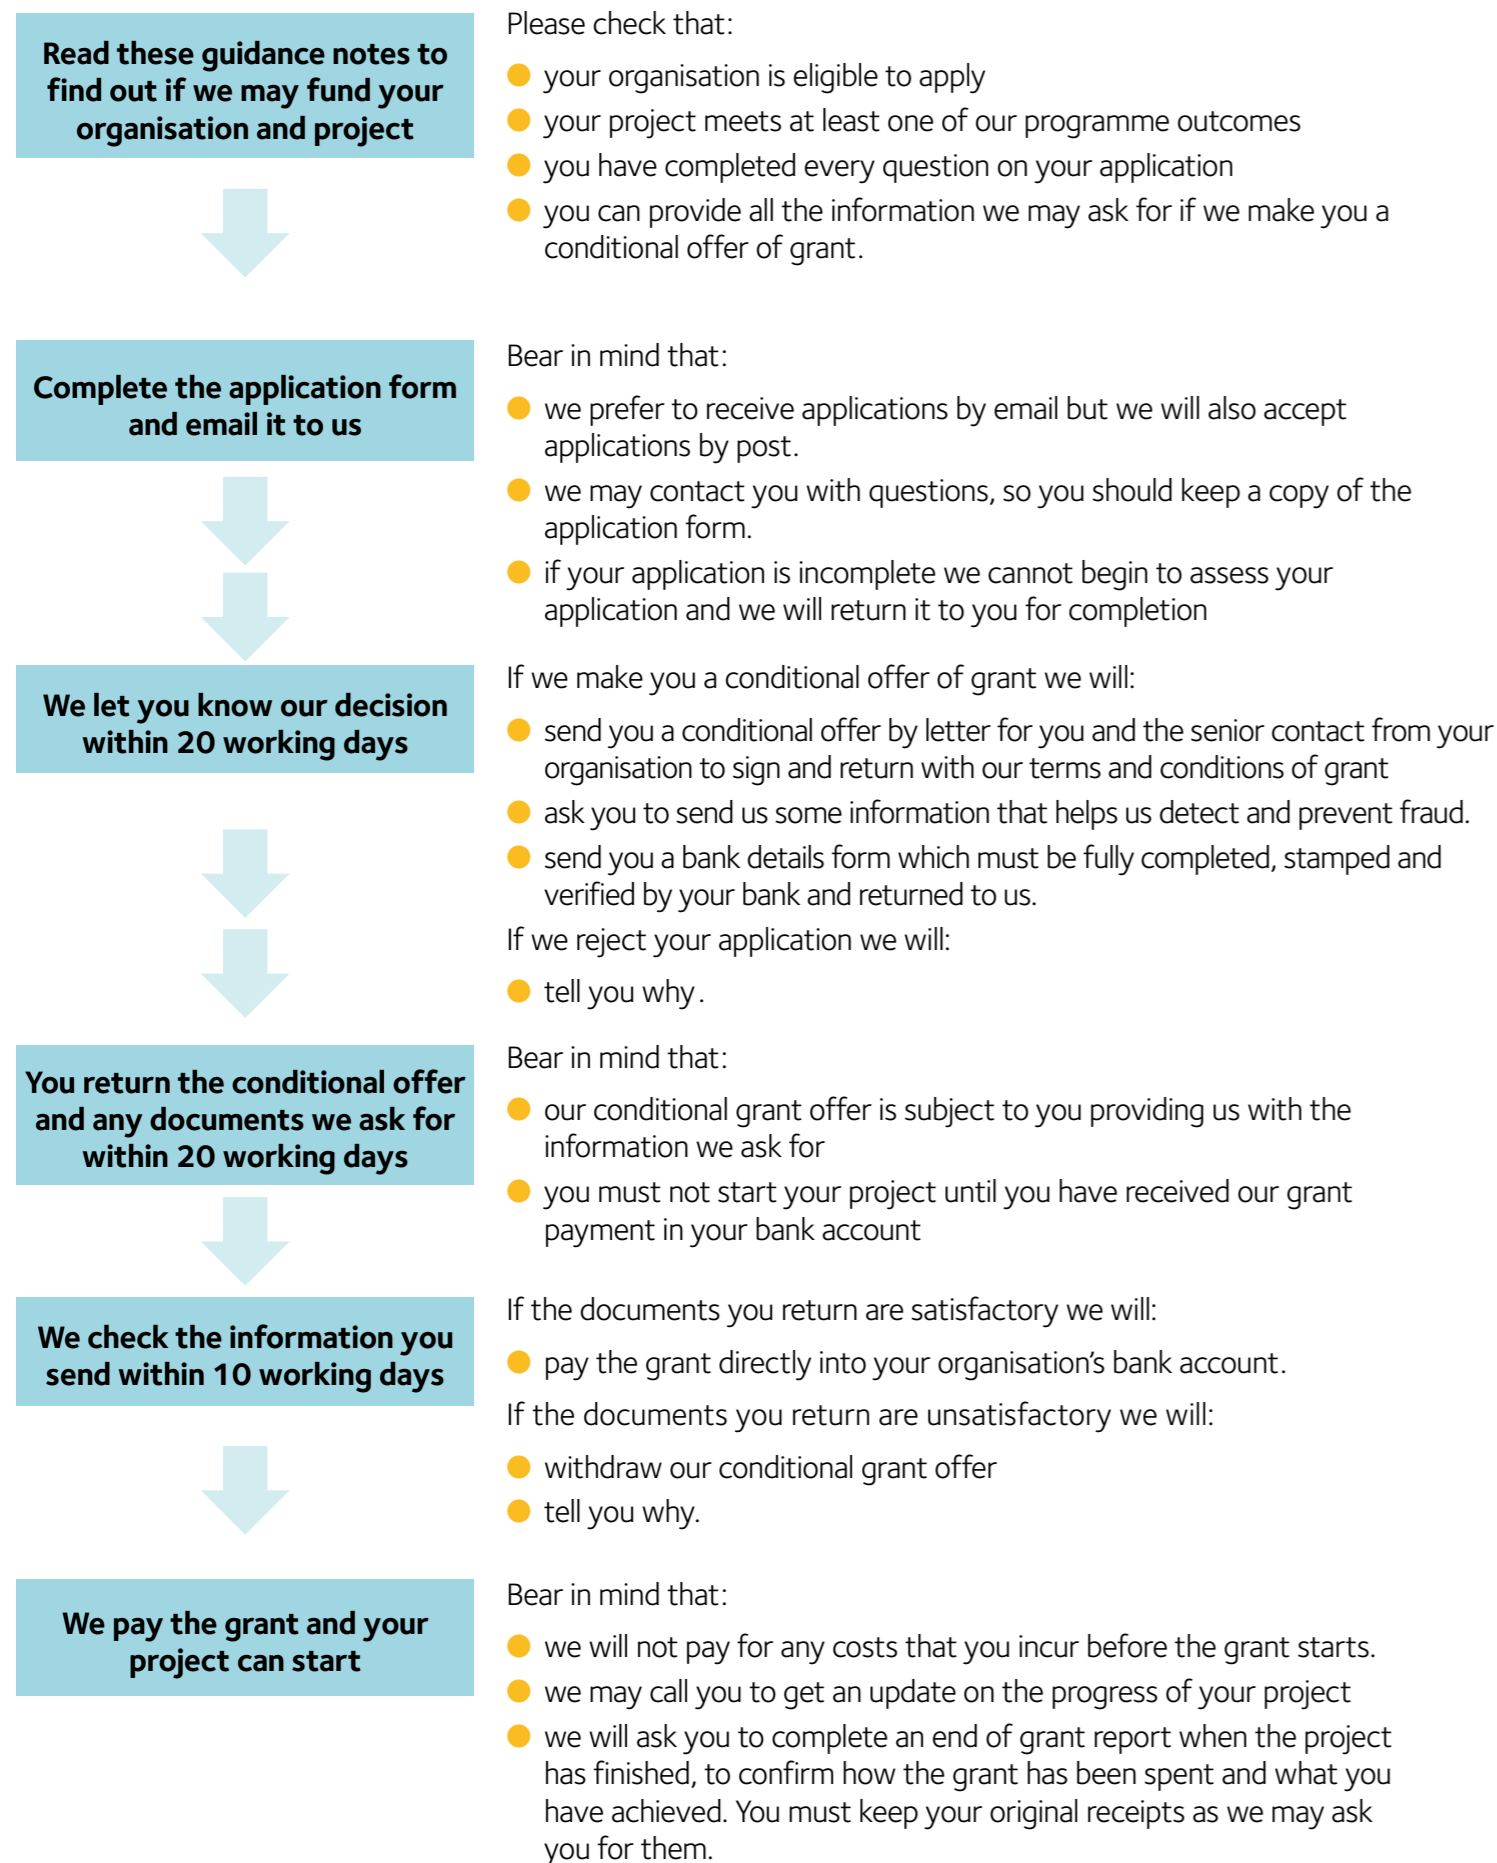 Read these guidance notes to
find out if we may fund your
organisation and project
Please check that:
your organisation is eligible to apply
your project meets at least one of our programme outcomes
you have completed every question on your application
you can provide all the information we may ask for if we make you a
conditional offer of grant.
Complete the application form
and email it to us
Bear in mind that:
we prefer to receive applications by email but we will also accept
applications by post.
we may contact you with questions, so you should keep a copy of the
application form.
if your application is incomplete we cannot begin to assess your
application and we will return it to you for completion
We let you know our decision
within 20 working days
If we make you a conditional offer of grant we will:
send you a conditional offer by letter for you and the senior contact from your
organisation to sign and return with our terms and conditions of grant
ask you to send us some information that helps us detect and prevent fraud.
send you a bank details form which must be fully completed, stamped and
verified by your bank and returned to us.
If we reject your application we will:
tell you why.
You return the conditional offer
and any documents we ask for
within 20 working days
Bear in mind that:
our conditional grant offer is subject to you providing us with the
information we ask for
you must not start your project until you have received our grant
payment in your bank account
We check the information you
send within 10 working days
If the documents you return are satisfactory we will:
pay the grant directly into your organisation's bank account.
If the documents you return are unsatisfactory we will:
withdraw our conditional grant offer
tell you why.
We pay the grant and your
project can start
Bear in mind that:
we will not pay for any costs that you incur before the grant starts.
we may call you to get an update on the progress of your project
we will ask you to complete an end of grant report when the project
has finished, to confirm how the grant has been spent and what you
have achieved. You must keep your original receipts as we may ask
you for them.